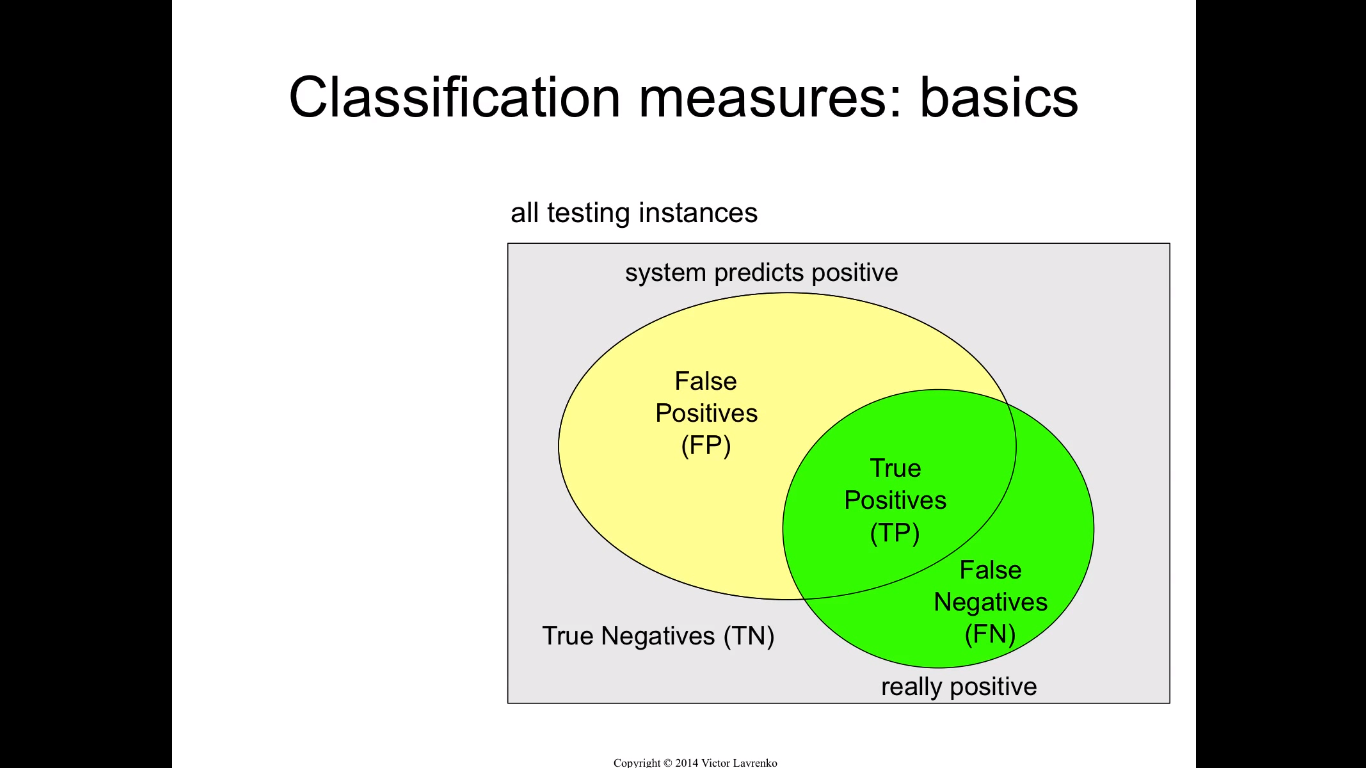 Classification measures: basics
all testing instances
system predicts positive
False
Positives
(FP)
True
Positives
(TP)
False
Negatives
(FN)
True Negatives (TN)
really positive
Copyright © 2014 Victor Lavrenko